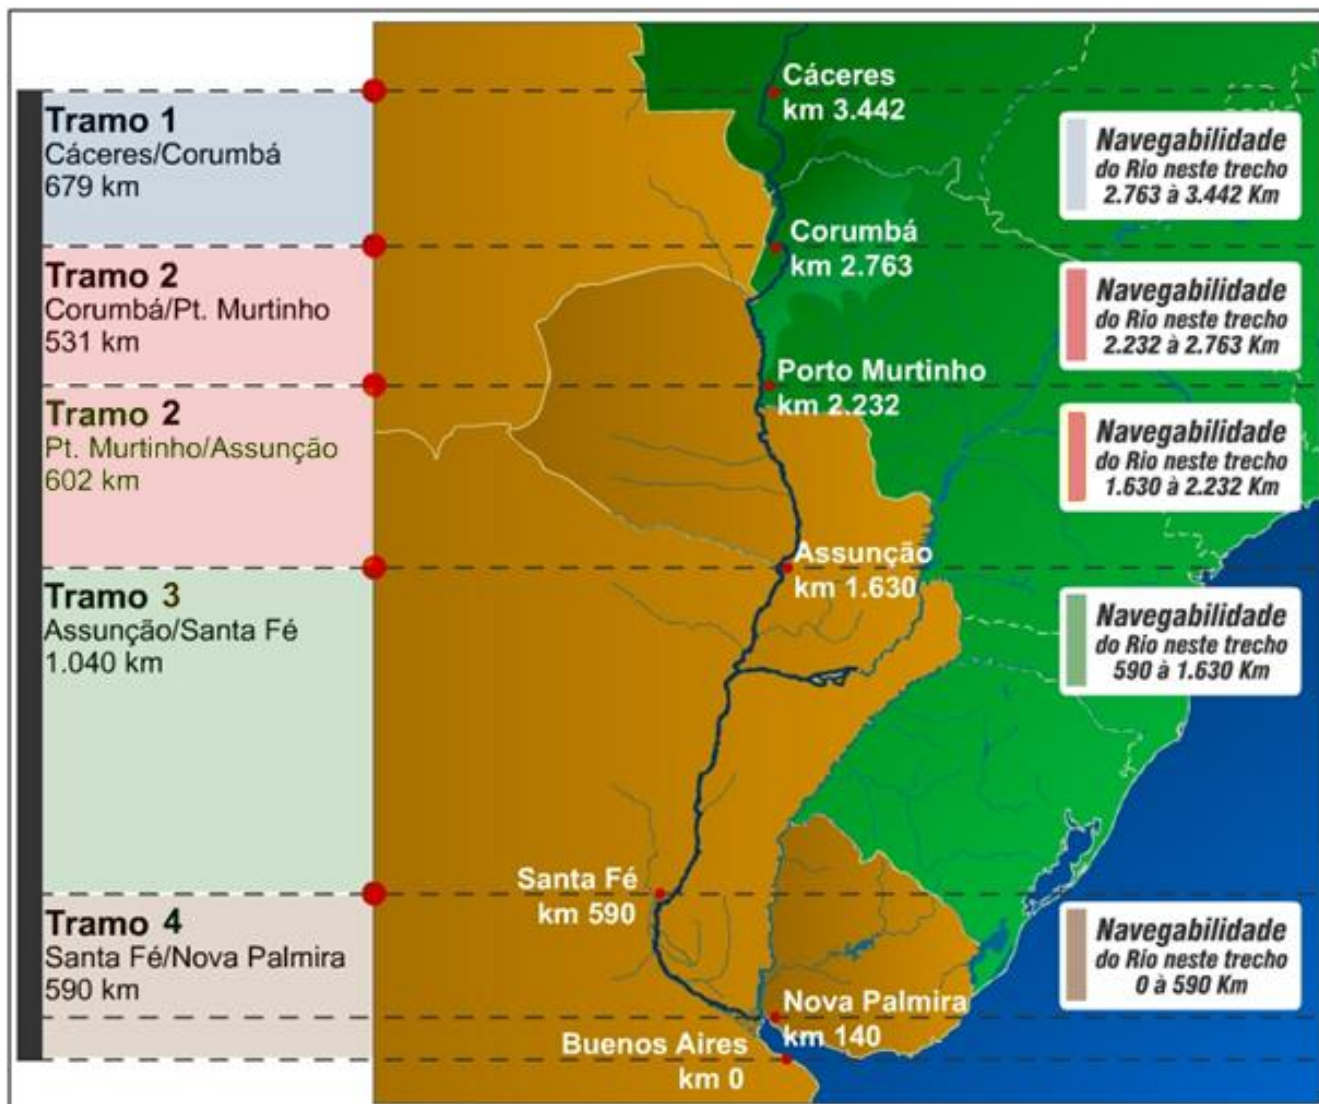 Tramo 1
Cáceres/Corumbá
679 km
Tramo 2
Corumbá/Pt. Murtinho
531 km
Tramo 2
Pt. Murtinho/Assunção
602 km
Tramo 3
Assunção/Santa Fé
1.040 km
Tramo 4
Santa Fé/Nova Palmira
590 km
Cáceres
km 3.442
Corumbá
km 2.763
Porto Murtinho
km 2.232
Assunção
km 1.630
Santa Fé
km 590
Nova Palmira
km 140
Buenos Aires
km 0
Navegabilidade
do Rio neste trecho
2.763 à 3.442 Km
Navegabilidade
do Rio neste trecho
2.232 à 2.763 Km
Navegabilidade
do Rio neste trecho
1.630 à 2.232 Km
Navegabilidade
do Rio neste trecho
590 à 1.630 Km
Navegabilidade
do Rio neste trecho
0 à 590 Km